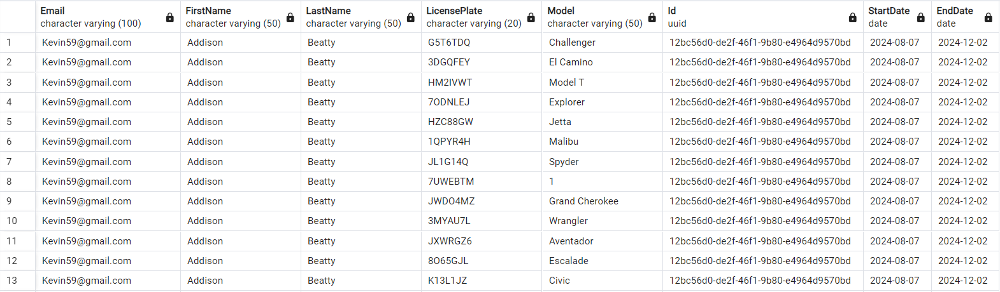 Email FirstName LastName LicensePlate Model Id StartDate EndDate
character varying (100) character varying (50) character varying (50) character varying (20) character varying (50) uuid date date
1 Kevin59@gmail.com Addison Beatty G5T6TDQ Challenger 12bc56d0-de2f-46f1-9b80-e4964d9570bd 2024-08-07 2024-12-02
2 Kevin59@gmail.com Addison Beatty 3DGQFEY El Camino 12bc56d0-de2f-46f1-9b80-e4964d9570bd 2024-08-07 2024-12-02
3 Kevin59@gmail.com Addison Beatty HM2IVWT Model T 12bc56d0-de2f-46f1-9b80-e4964d9570bd 2024-08-07 2024-12-02
4 Kevin59@gmail.com Addison Beatty 7ODNLEJ Explorer 12bc56d0-de2f-46f1-9b80-e4964d9570bd 2024-08-07 2024-12-02
5 Kevin59@gmail.com Addison Beatty HZC88GW Jetta 12bc56d0-de2f-46f1-9b80-e4964d9570bd 2024-08-07 2024-12-02
6 Kevin59@gmail.com Addison Beatty 1QPYR4H Malibu 12bc56d0-de2f-46f1-9b80-e4964d9570bd 2024-08-07 2024-12-02
7 Kevin59@gmail.com Addison Beatty JL1G14Q Spyder 12bc56d0-de2f-46f1-9b80-e4964d9570bd 2024-08-07 2024-12-02
8 Kevin59@gmail.com Addison Beatty 7UWEBTM 1 12bc56d0-de2f-46f1-9b80-e4964d9570bd 2024-08-07 2024-12-02
9 Kevin59@gmail.com Addison Beatty JWDO4MZ Grand Cherokee 12bc56d0-de2f-46f1-9b80-e4964d9570bd 2024-08-07 2024-12-02
10 Kevin59@gmail.com Addison Beatty 3MYAU7L Wrangler 12bc56d0-de2f-46f1-9b80-e4964d9570bd 2024-08-07 2024-12-02
11 Kevin59@gmail.com Addison Beatty JXWRGZ6 Aventador 12bc56d0-de2f-46f1-9b80-e4964d9570bd 2024-08-07 2024-12-02
12 Kevin59@gmail.com Addison Beatty 8O65GJL Escalade 12bc56d0-de2f-46f1-9b80-e4964d9570bd 2024-08-07 2024-12-02
13 Kevin59@gmail.com Addison Beatty K13L1JZ Civic 12bc56d0-de2f-46f1-9b80-e4964d9570bd 2024-08-07 2024-12-02